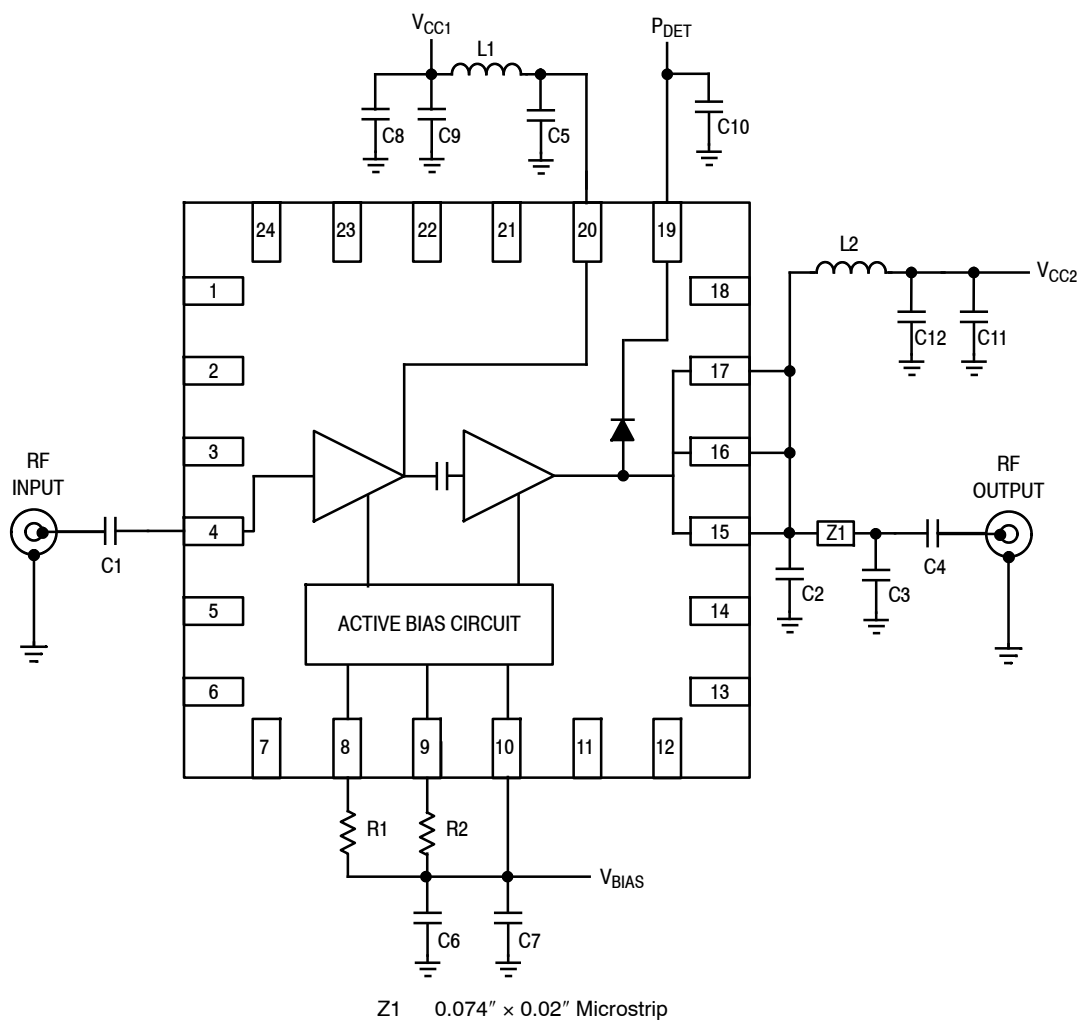 VCC1
PDET
L1
C8
C9
C5
C10
24
23
22
21
20
19
L2
1
18
VCC2
C12
C11
2
17
3
16
RF
INPUT
RF
OUTPUT
4
15
Z1
C1
C2
C3
C4
5
ACTIVE BIAS CIRCUIT
14
6
13
7
8
9
10
11
12
R1
R2
VBIAS
C6
C7
Z1 0.074″ × 0.02″ Microstrip